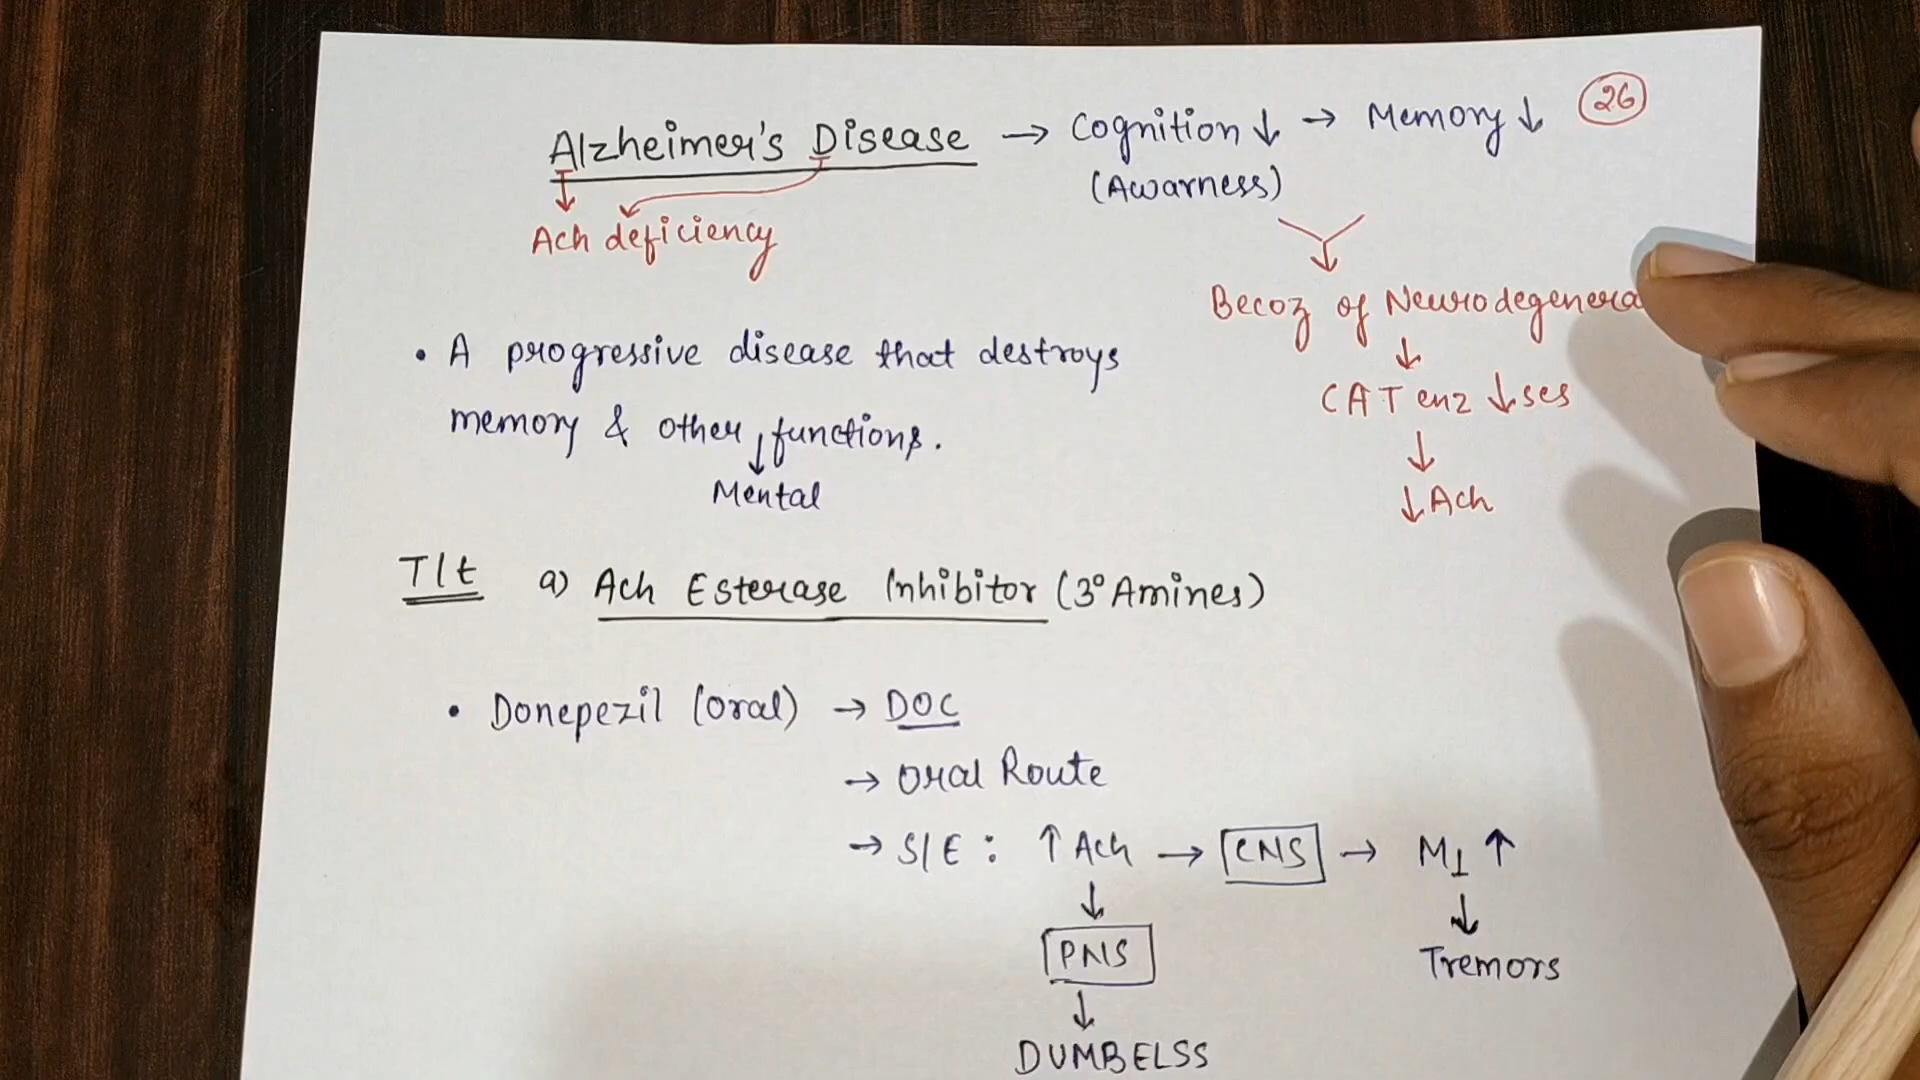 Alzheimer's Disease → Cognition ↓ → Memory ↓ 26
(Awarness)
Ach deficiency
Becoz of Neurodegenera
↓
CAT enz ↓ses
↓
↓Ach
• A progressive disease that destroys
memory & other functions.
Mental
T/t a) Ach Esterase Inhibitor (3° Amines)
• Donepezil (oral) → DOC
→ Oral Route
→ S/E : ↑ Ach → CNS → M1 ↑
↓ ↓
PNS Tremors
↓
DUMBELSS